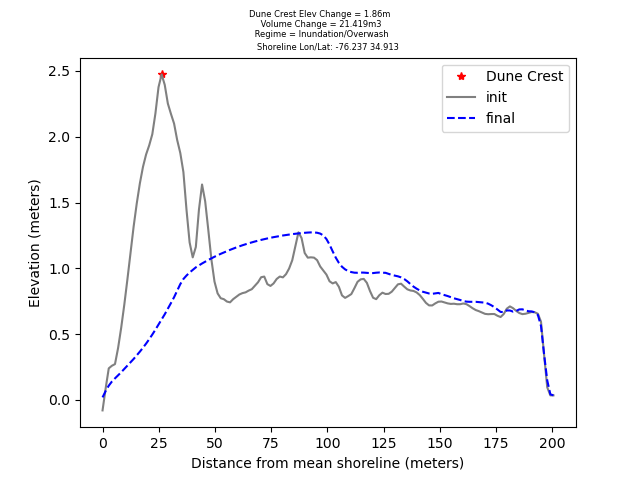 Dune Crest Elev Change = 1.86m
Volume Change = 21.419m3
Regime = Inundation/Overwash
Shoreline Lon/Lat: -76.237 34.913
Dune Crest
init
final
Elevation (meters)
2.5
2.0
1.5
1.0
0.5
0.0
0 25 50 75 100 125 150 175 200
Distance from mean shoreline (meters)